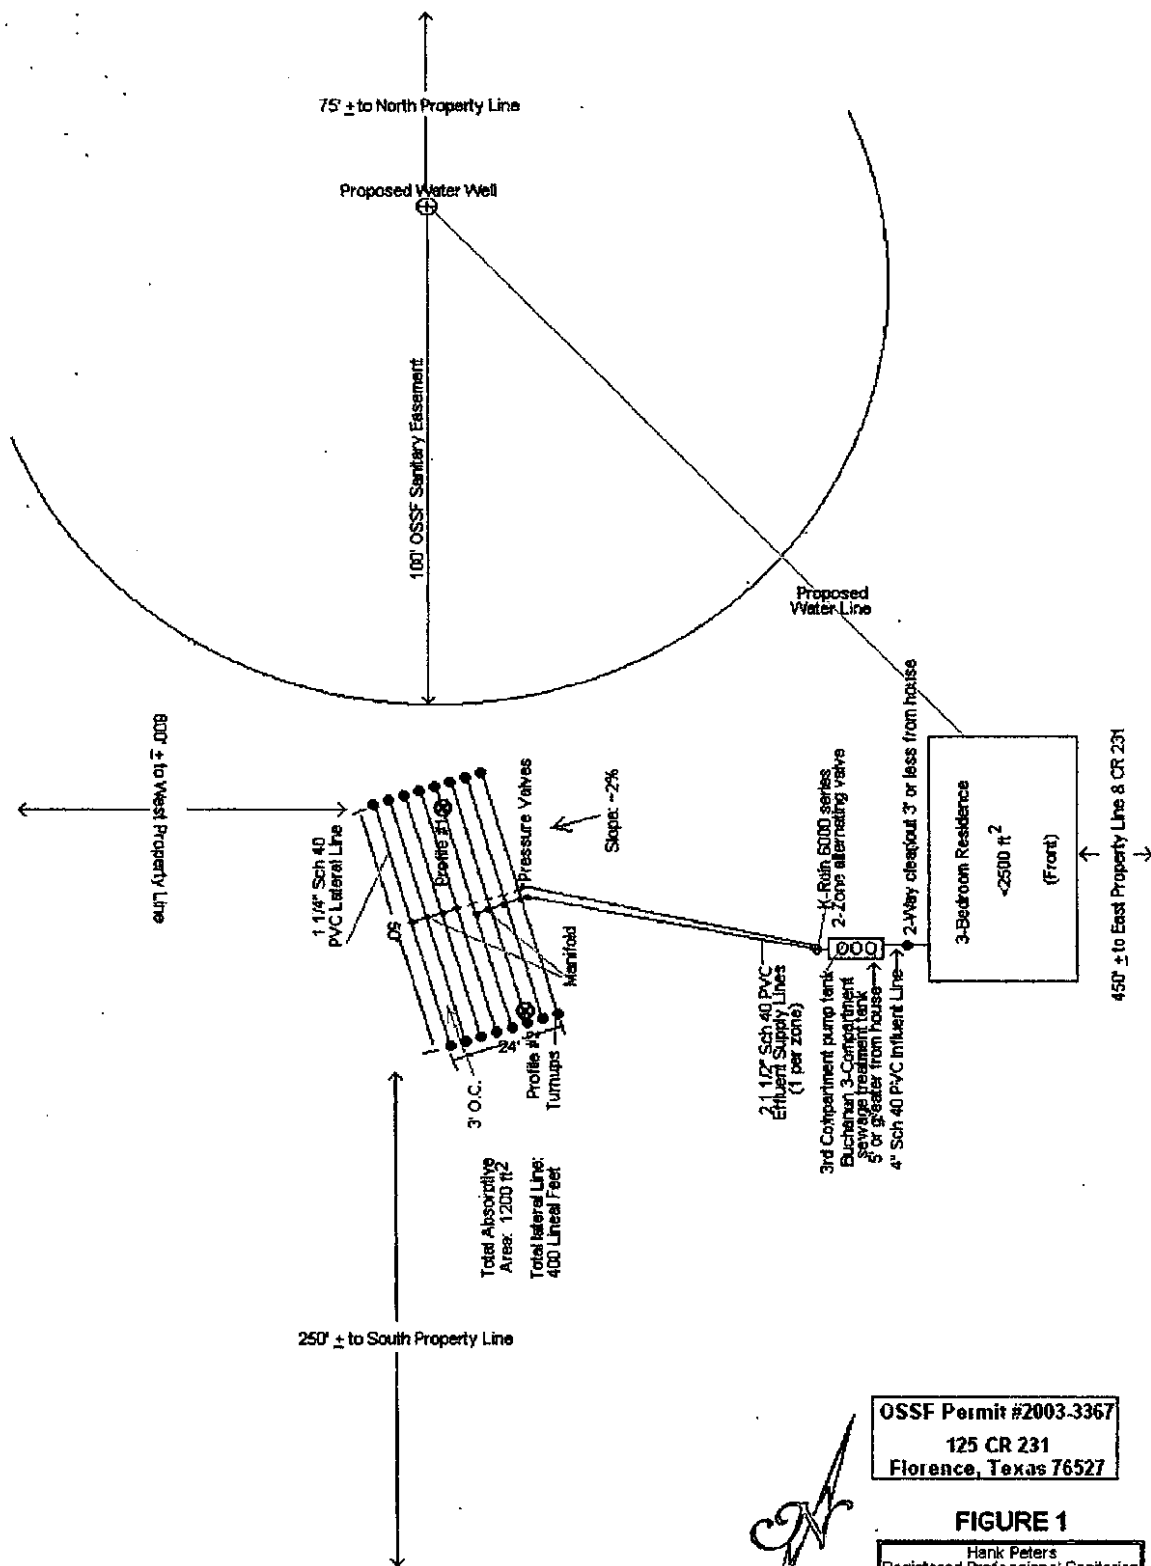 75' ± to North Property Line
Proposed Water Well
100' OSSF Sanitary Easement
Proposed
Water Line
600' ± to West Property Line
1 1/4" Sch 40
PVC Lateral Line
Profile #1
Pressure Valves
Slope: ~2%
50'
Manifold
24'
3' O.C.
Profile #2
Turnups
Total Absorptive
Area: 1200 ft2
Total lateral Line:
400 Lineal Feet
250' ± to South Property Line
2 1 1/2" Sch 40 PVC
Effluent Supply Lines
(1 per zone)
K-Rain 6000 series
2-Zone alternating valve
3rd Compartment pump tank
Buchanan 3-Compartment
sewage treatment tank
5' or greater from house
4" Sch 40 PVC Influent Line
2-Way cleanout 3' or less from house
3-Bedroom Residence
<2500 ft2
(Front)
450' ± to East Property Line & CR 231
N
OSSF Permit #2003-3367
125 CR 231
Florence, Texas 76527
FIGURE 1
Hank Peters
Registered Professional Sanitarian